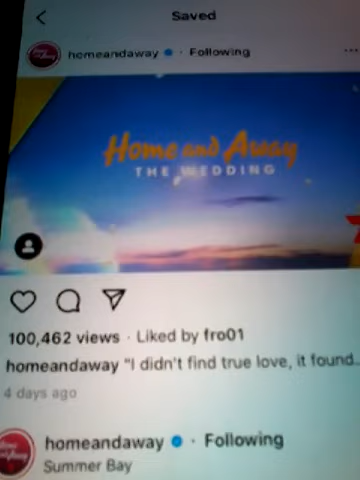 Saved
homeandaway · Following
Home and Away
THE WEDDING
100,462 views · Liked by fro01
homeandaway "I didn't find true love, it found...
4 days ago
homeandaway · Following
Summer Bay